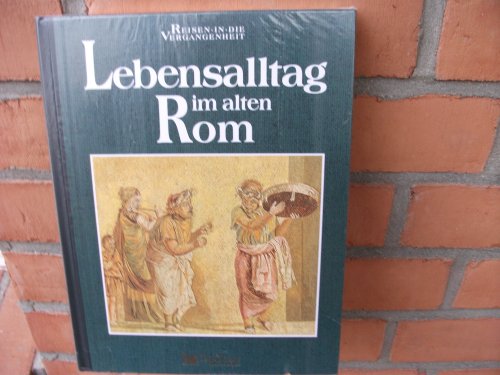 REISEN·IN·DIE
VERGANGENHEIT
Lebensalltag
im alten
Rom